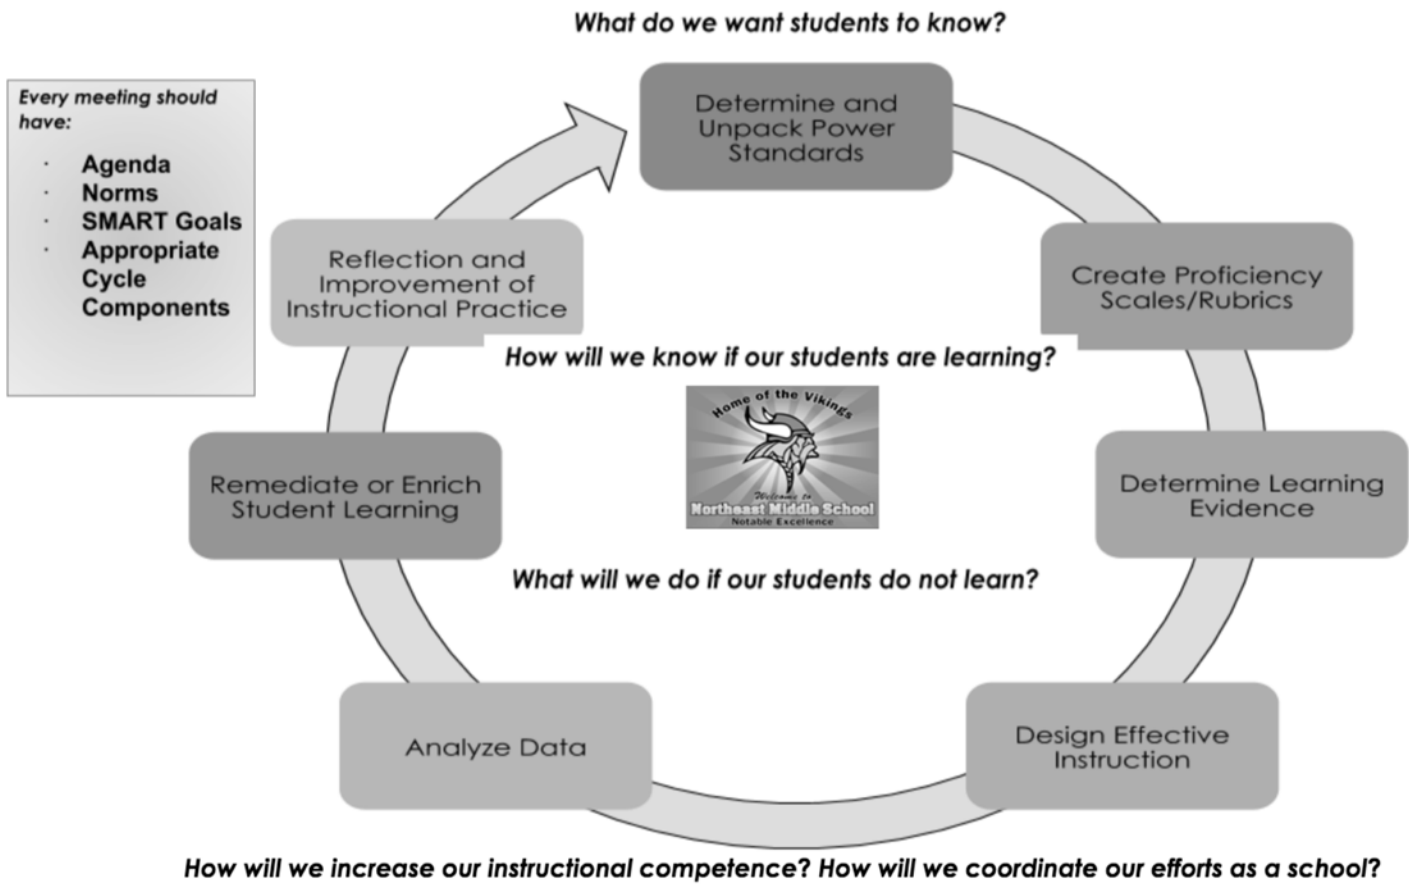 What do we want students to know?
Every meeting should
have:
· Agenda
· Norms
· SMART Goals
· Appropriate
Cycle
Components
Determine and
Unpack Power
Standards
Create Proficiency
Scales/Rubrics
Determine Learning
Evidence
Design Effective
Instruction
Analyze Data
Remediate or Enrich
Student Learning
Reflection and
Improvement of
Instructional Practice
How will we know if our students are learning?
Home of the Vikings
Welcome to
Northeast Middle School
Notable Excellence
What will we do if our students do not learn?
How will we increase our instructional competence? How will we coordinate our efforts as a school?